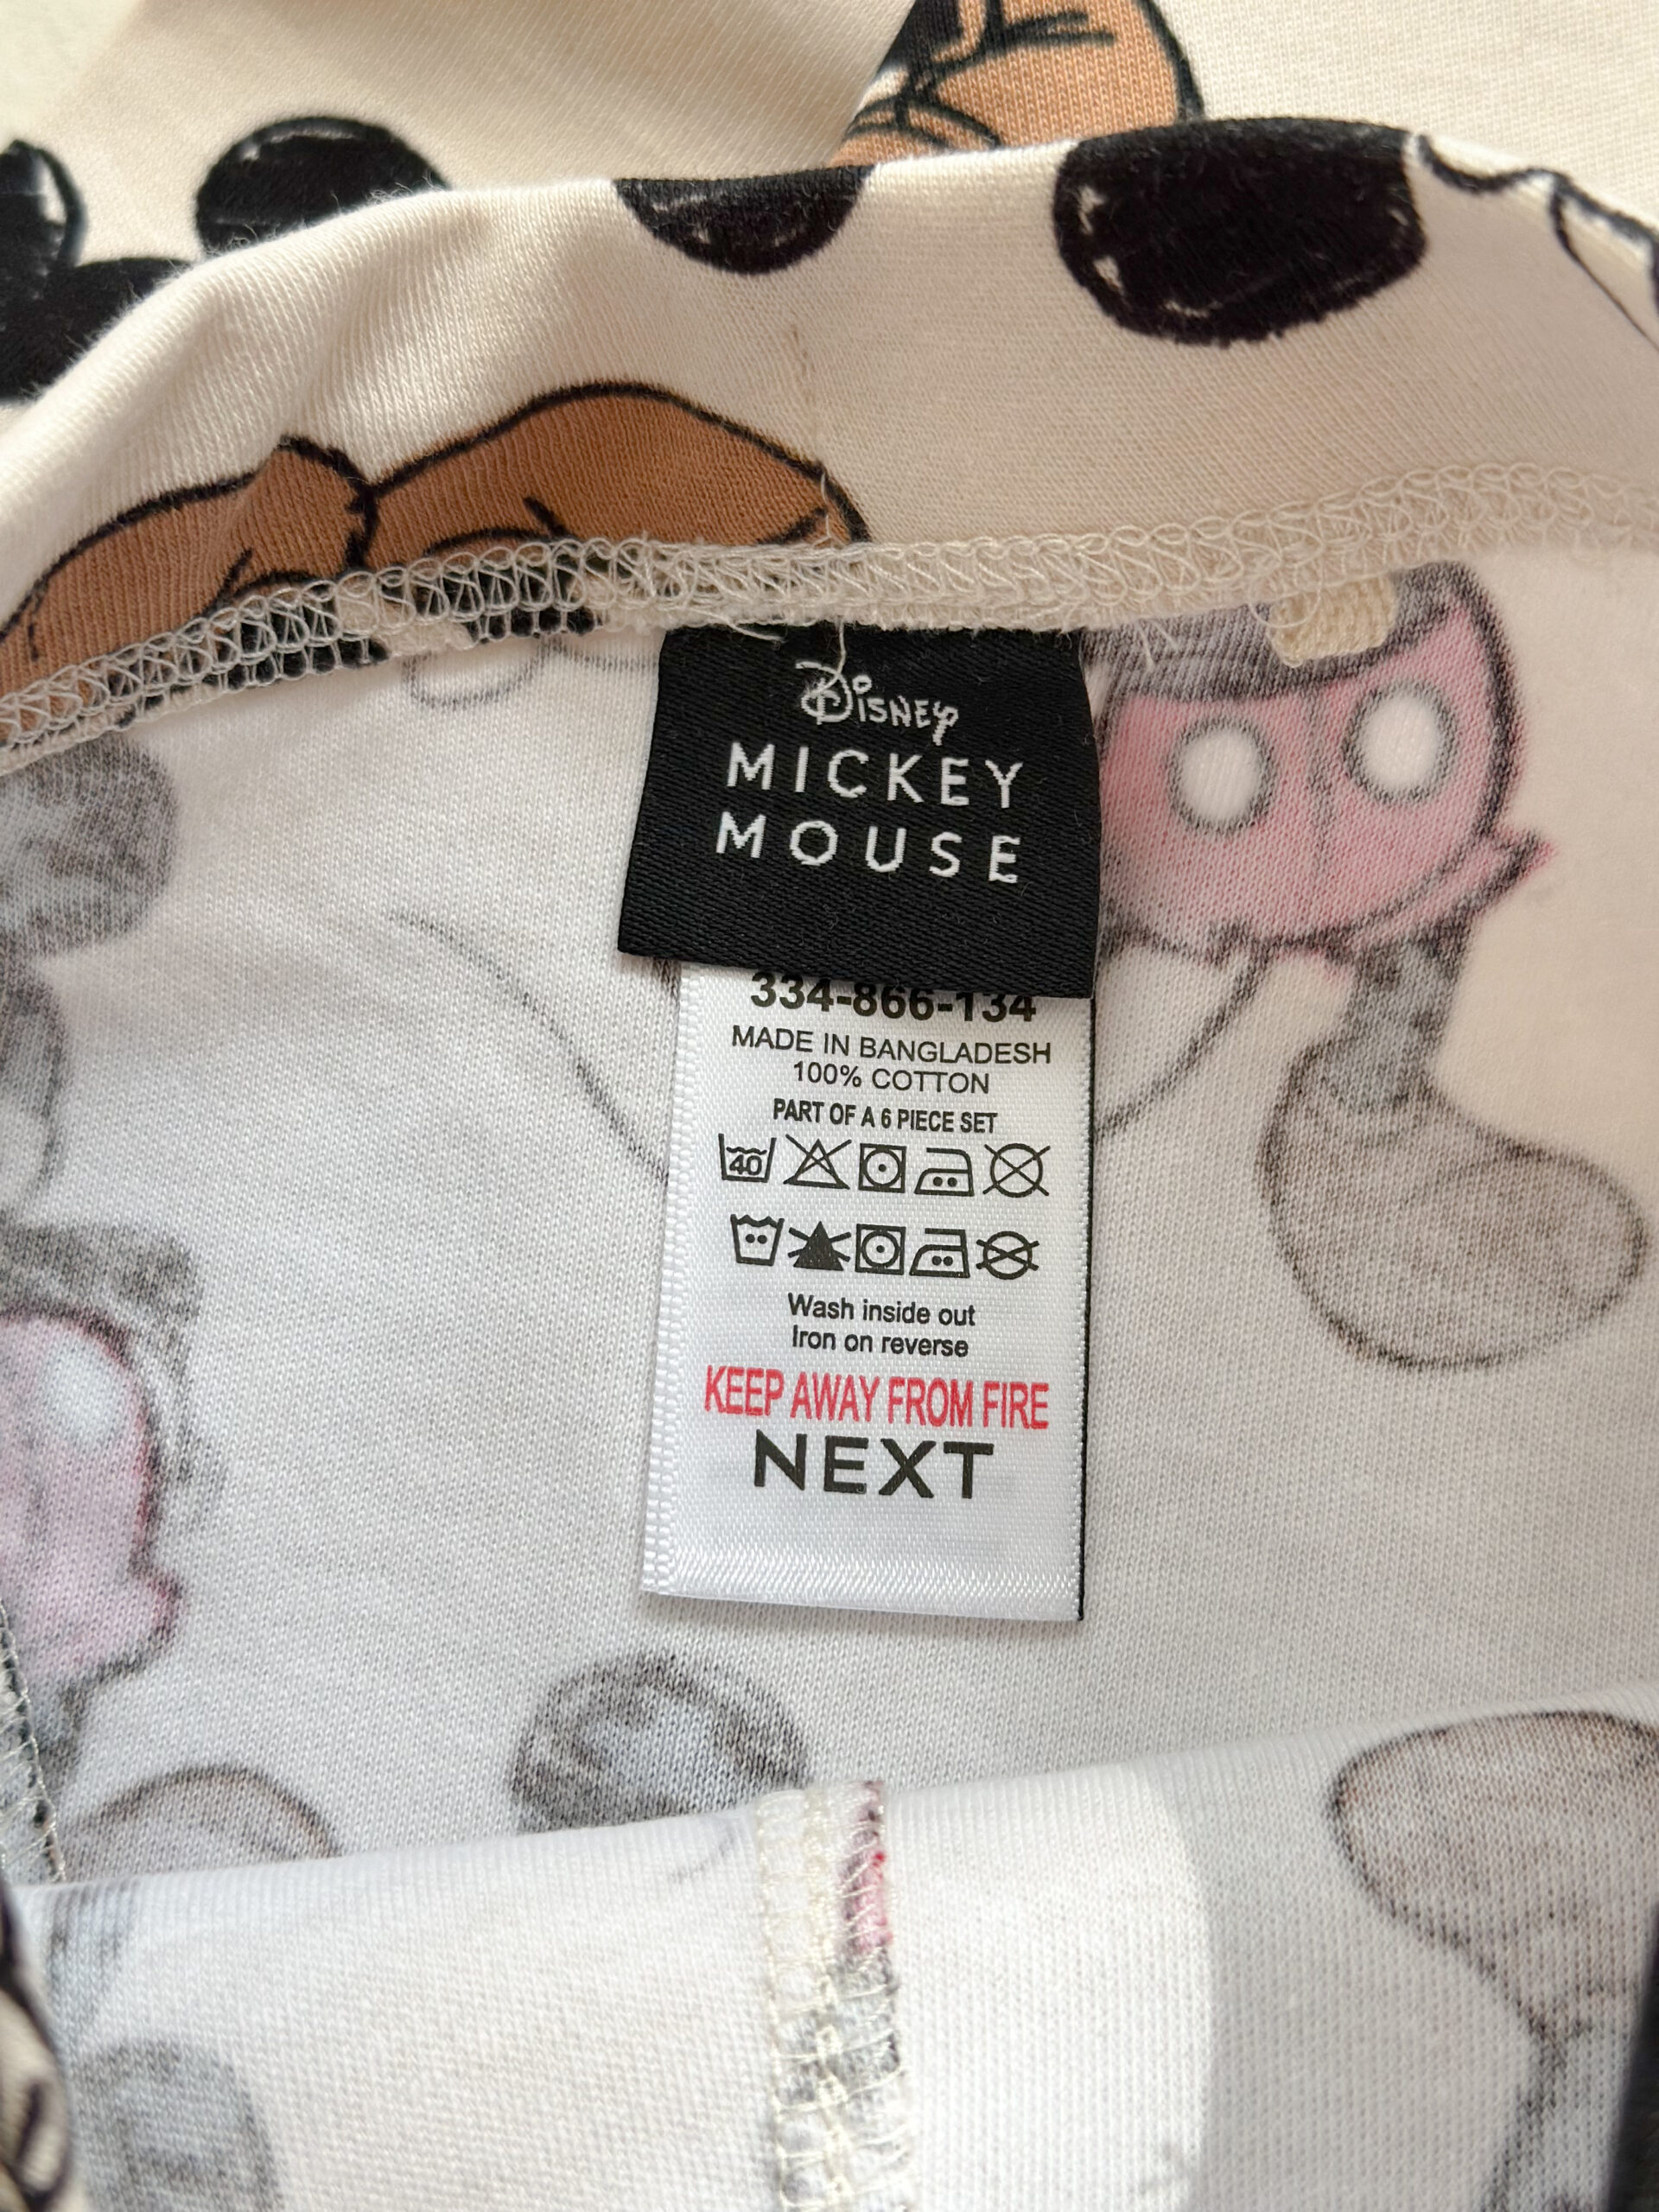 Disney
MICKEY
MOUSE
334-866-134
MADE IN BANGLADESH
100% COTTON
PART OF A 6 PIECE SET
40
Wash inside out
Iron on reverse
KEEP AWAY FROM FIRE
NEXT